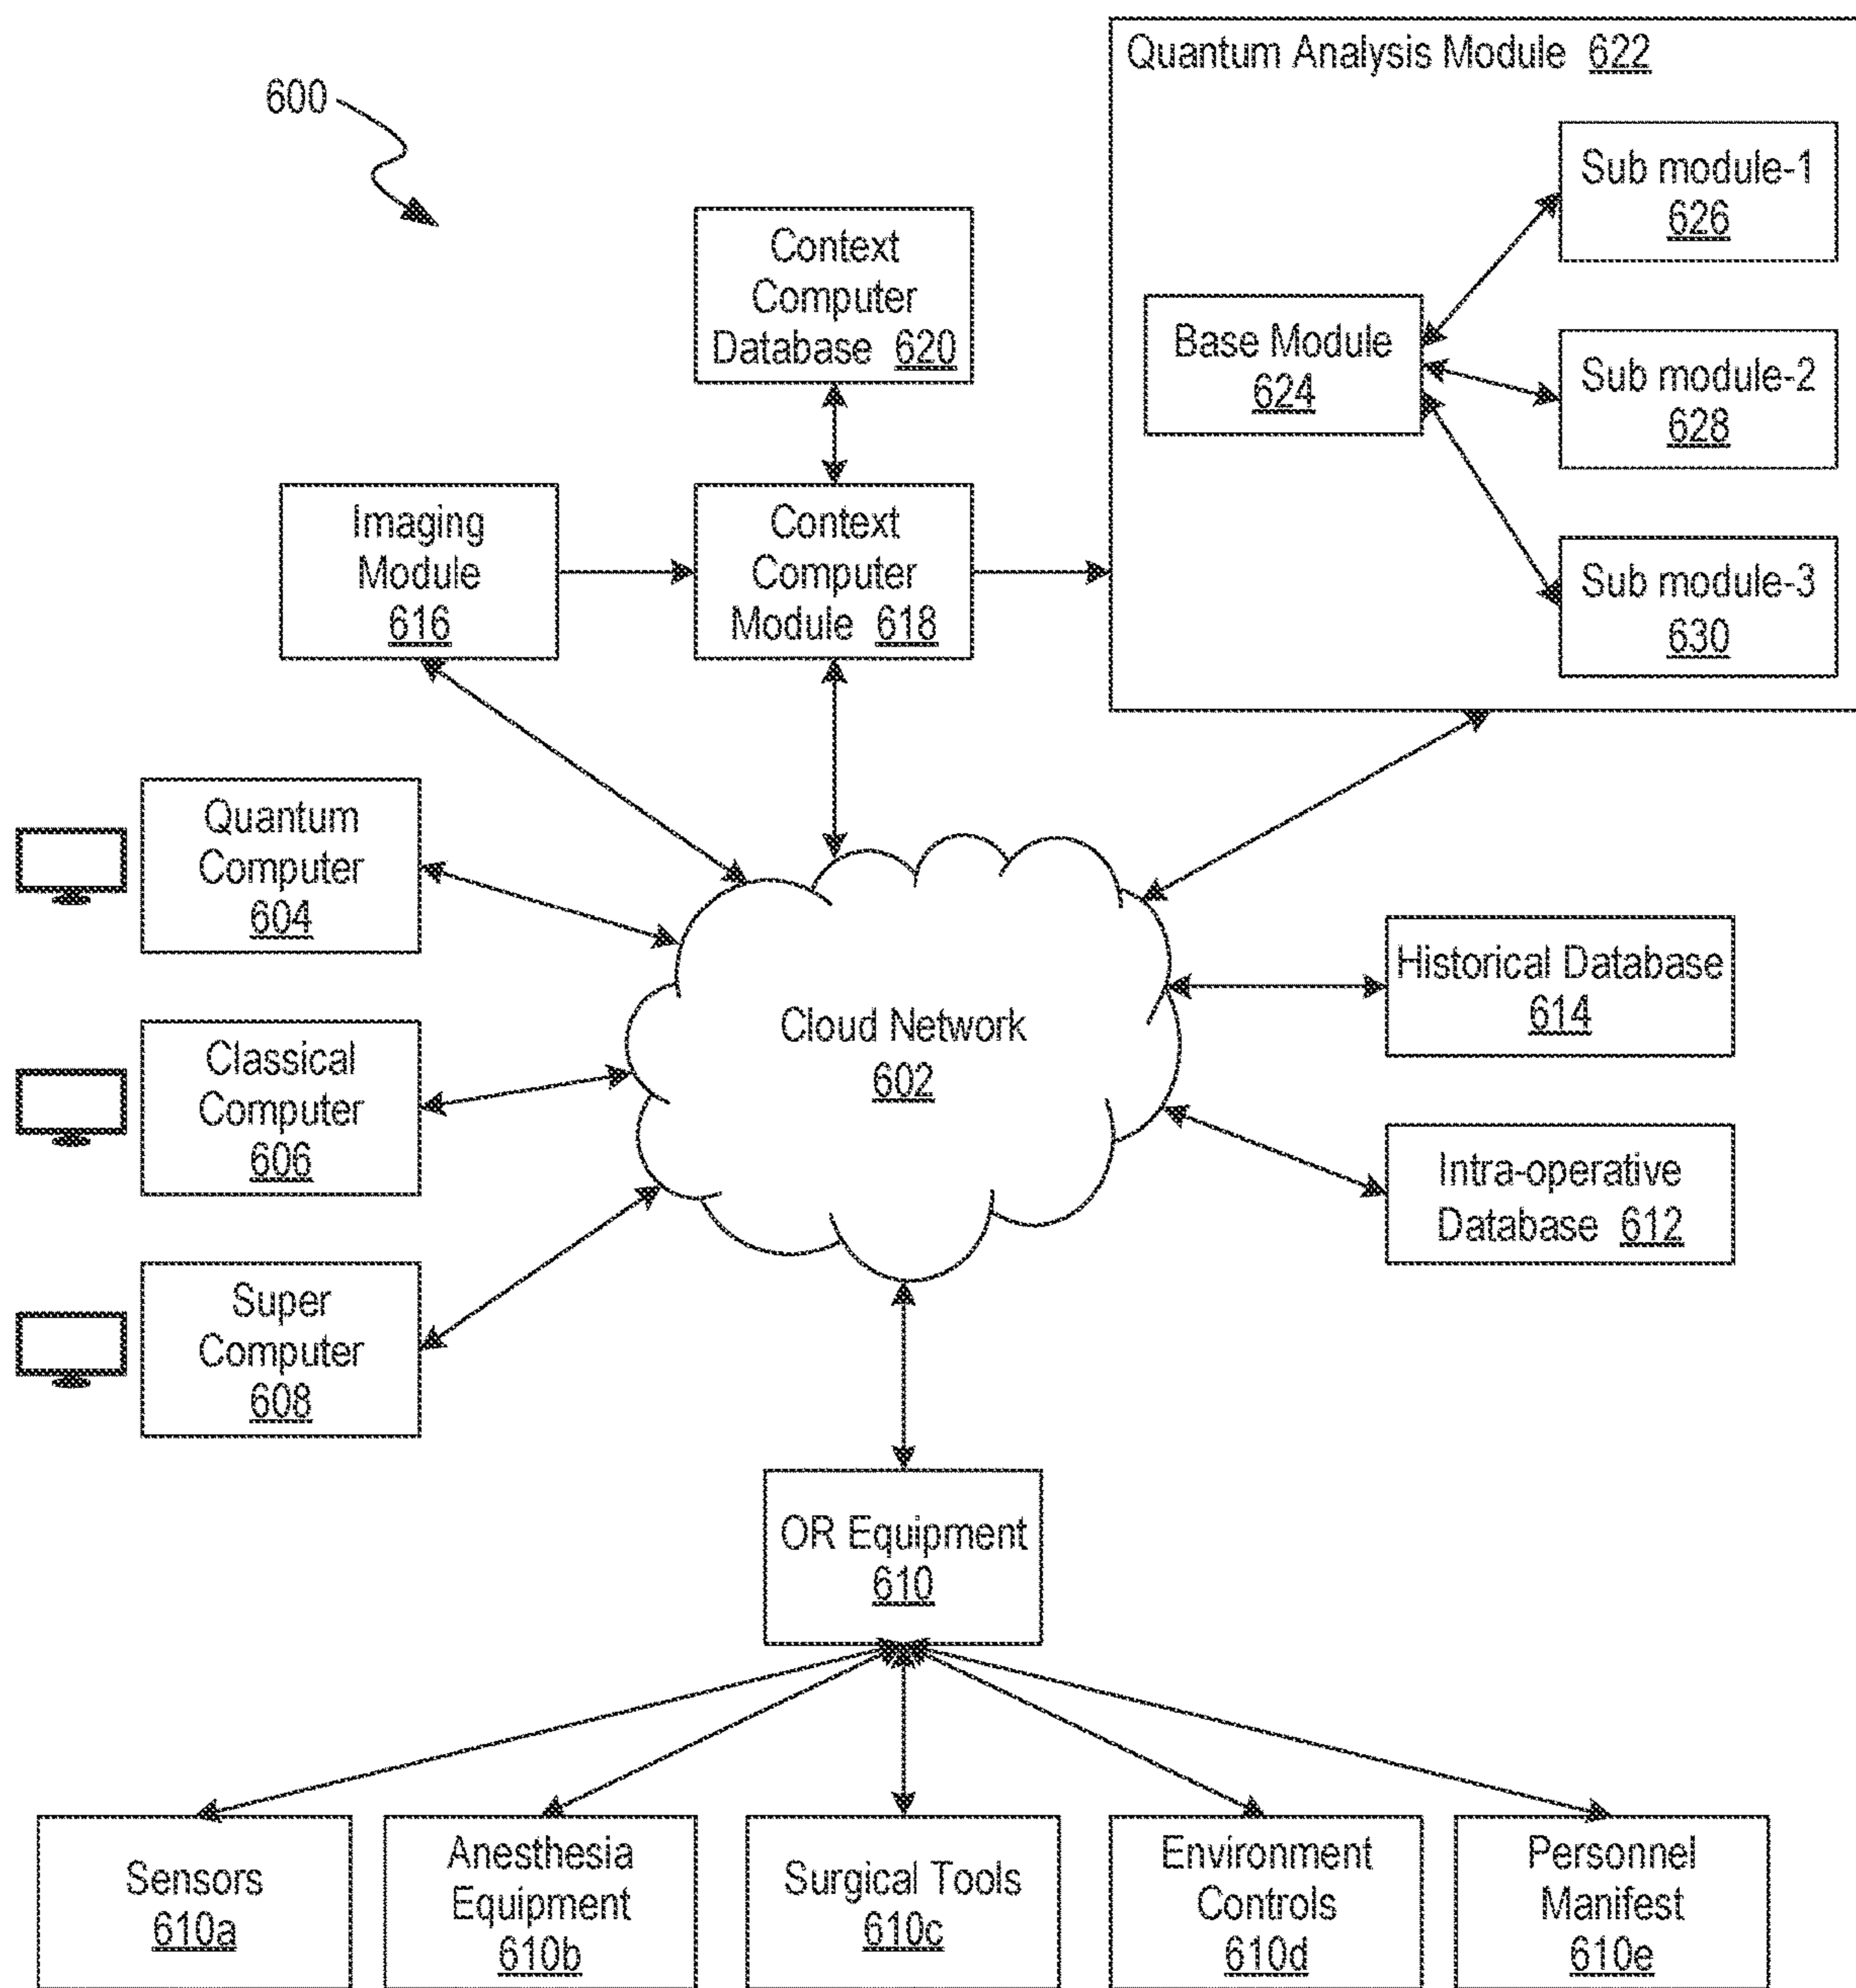 600
Quantum Analysis Module 622
Sub module-1
626
Base Module
624
Sub module-2
628
Sub module-3
630
Context
Computer
Database 620
Imaging
Module
616
Context
Computer
Module 618
Quantum
Computer
604
Classical
Computer
606
Super
Computer
608
Cloud Network
602
Historical Database
614
Intra-operative
Database 612
OR Equipment
610
Sensors
610a
Anesthesia
Equipment
610b
Surgical Tools
610c
Environment
Controls
610d
Personnel
Manifest
610e